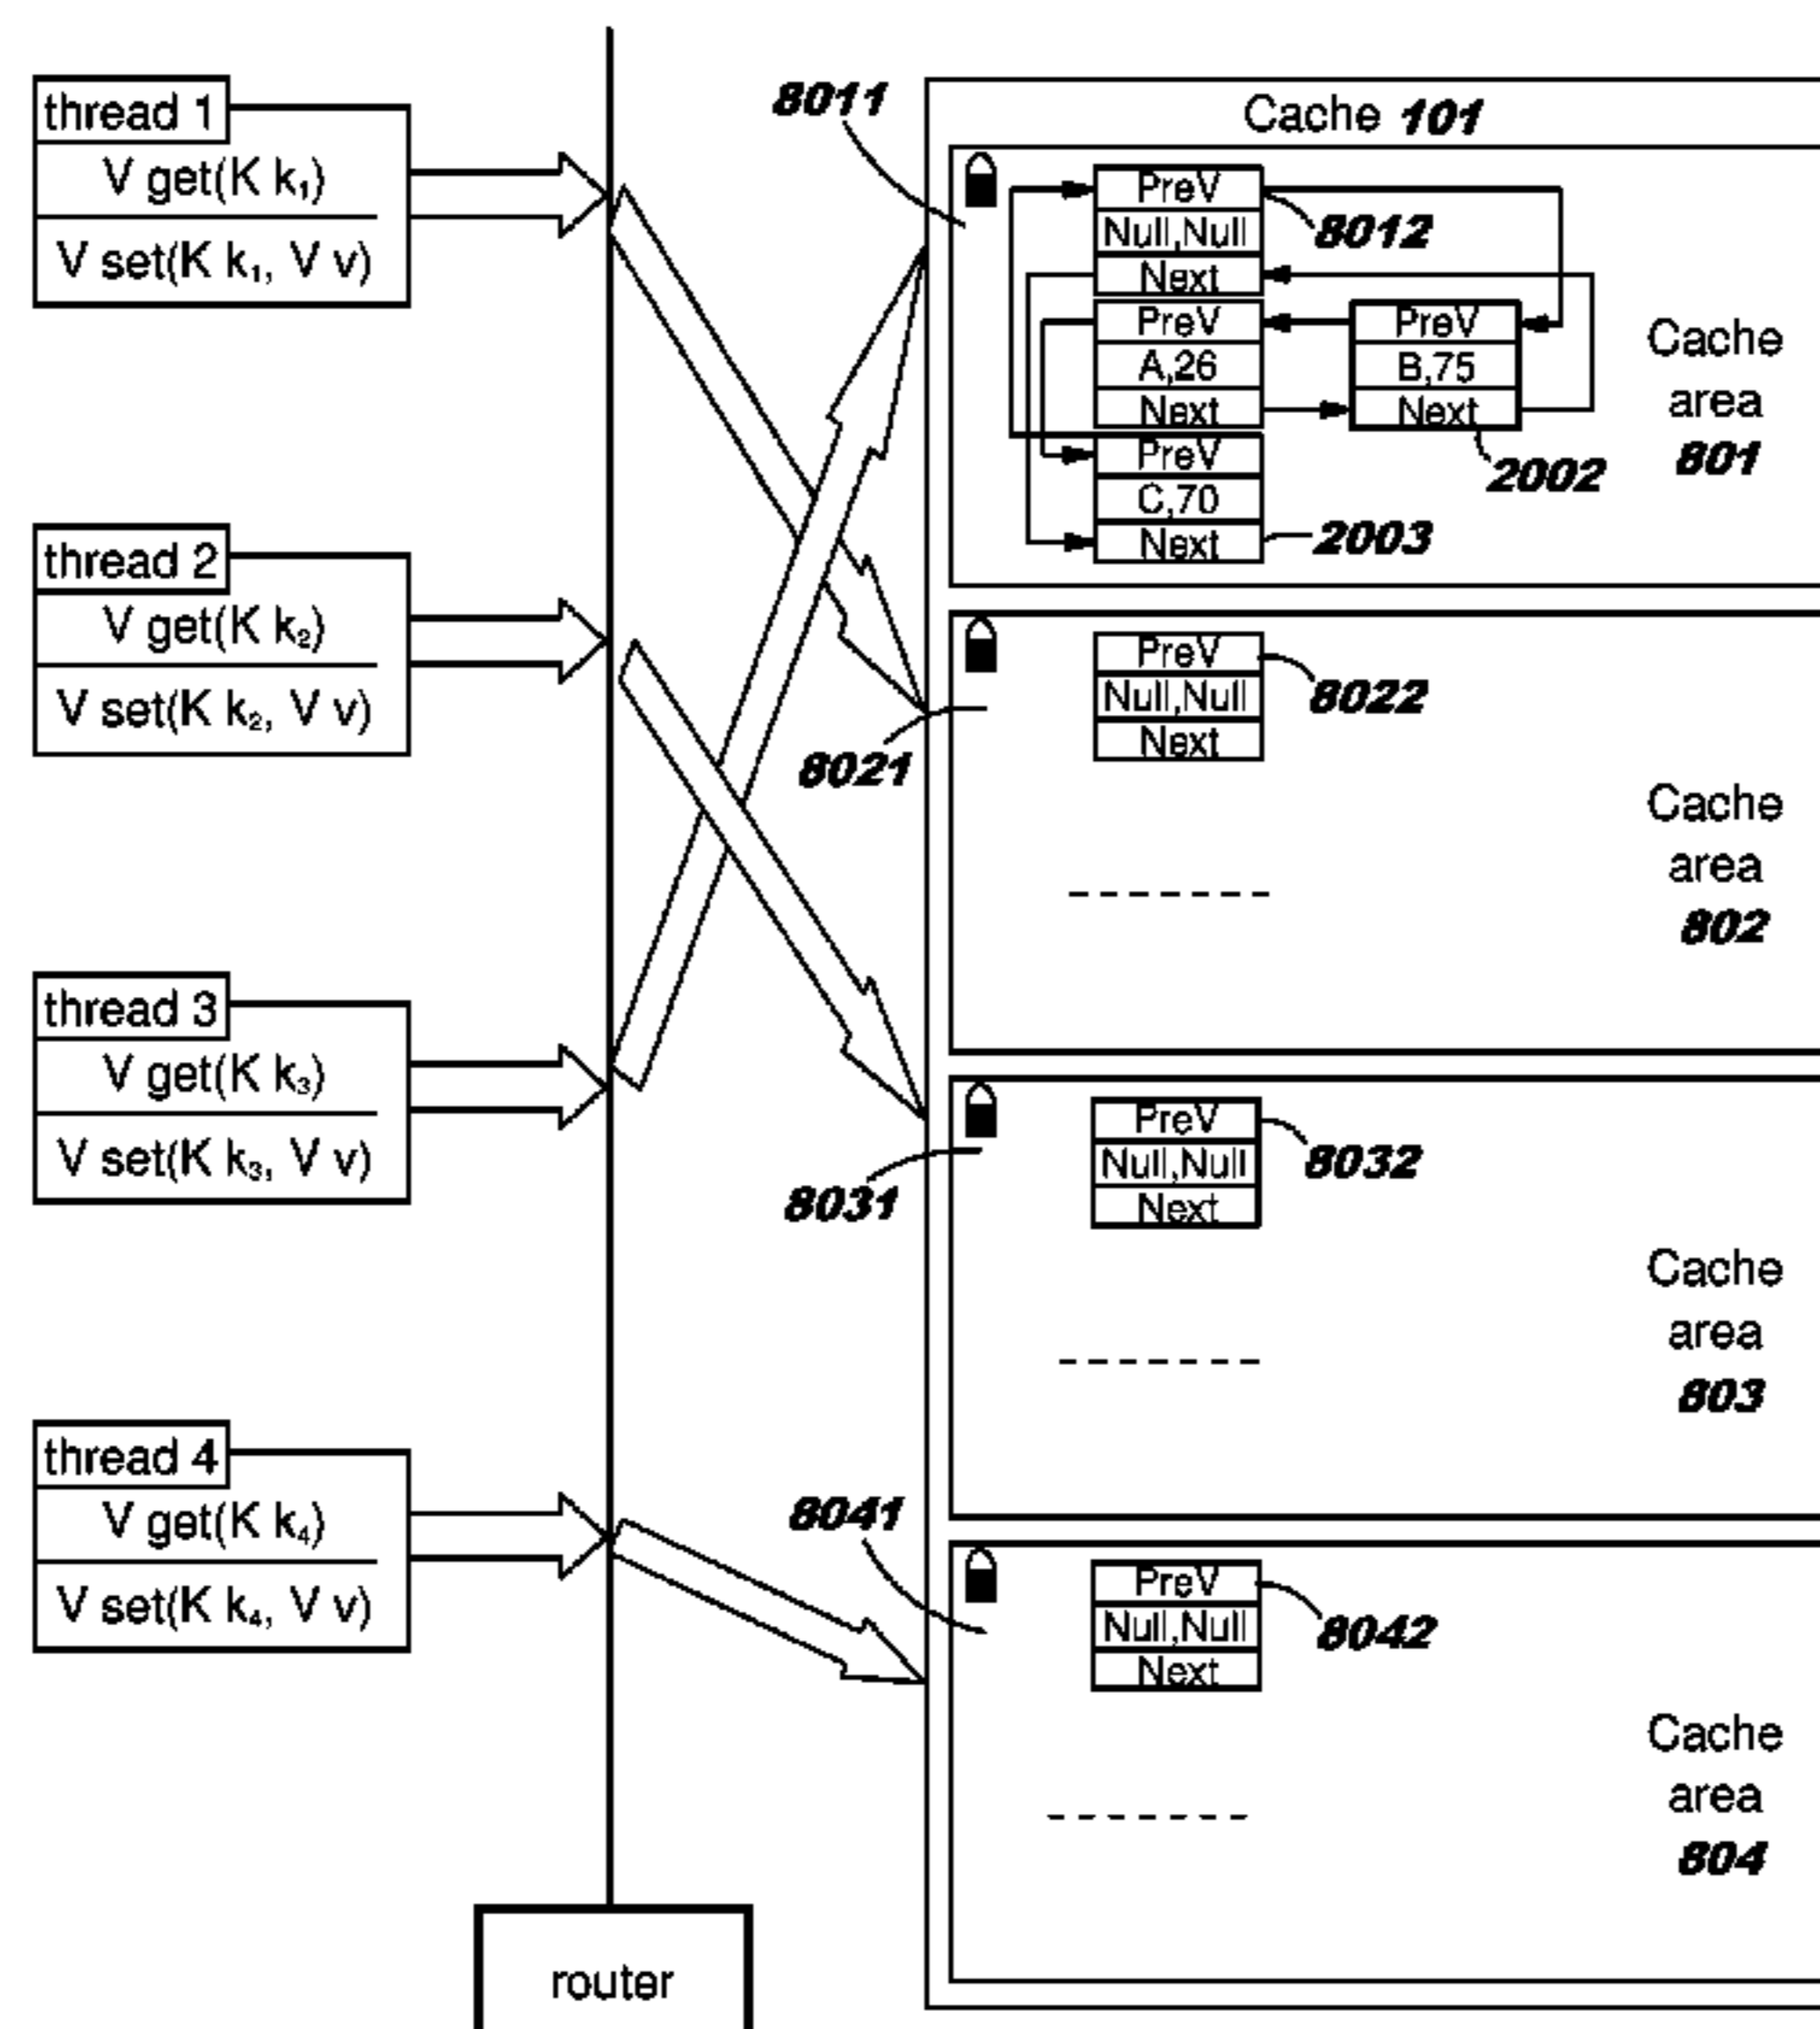 thread 1
V get(K k₁)
V set(K k₁, V v)
thread 2
V get(K k₂)
V set(K k₂, V v)
thread 3
V get(K k₃)
V set(K k₃, V v)
thread 4
V get(K k₄)
V set(K k₄, V v)
router
Cache 101
8011
PreV
Null,Null
Next
8012
PreV
A,26
Next
PreV
B,75
Next
2002
PreV
C,70
Next
2003
Cache
area
801
8021
PreV
Null,Null
Next
8022
Cache
area
802
8031
PreV
Null,Null
Next
8032
Cache
area
803
8041
PreV
Null,Null
Next
8042
Cache
area
804